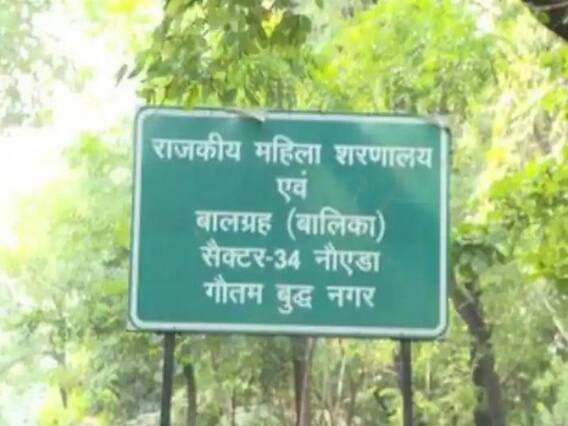 राजकीय महिला शरणालय
एवं
बालग्रह (बालिका)
सैक्टर-34 नौएडा
गौतम बुद्ध नगर